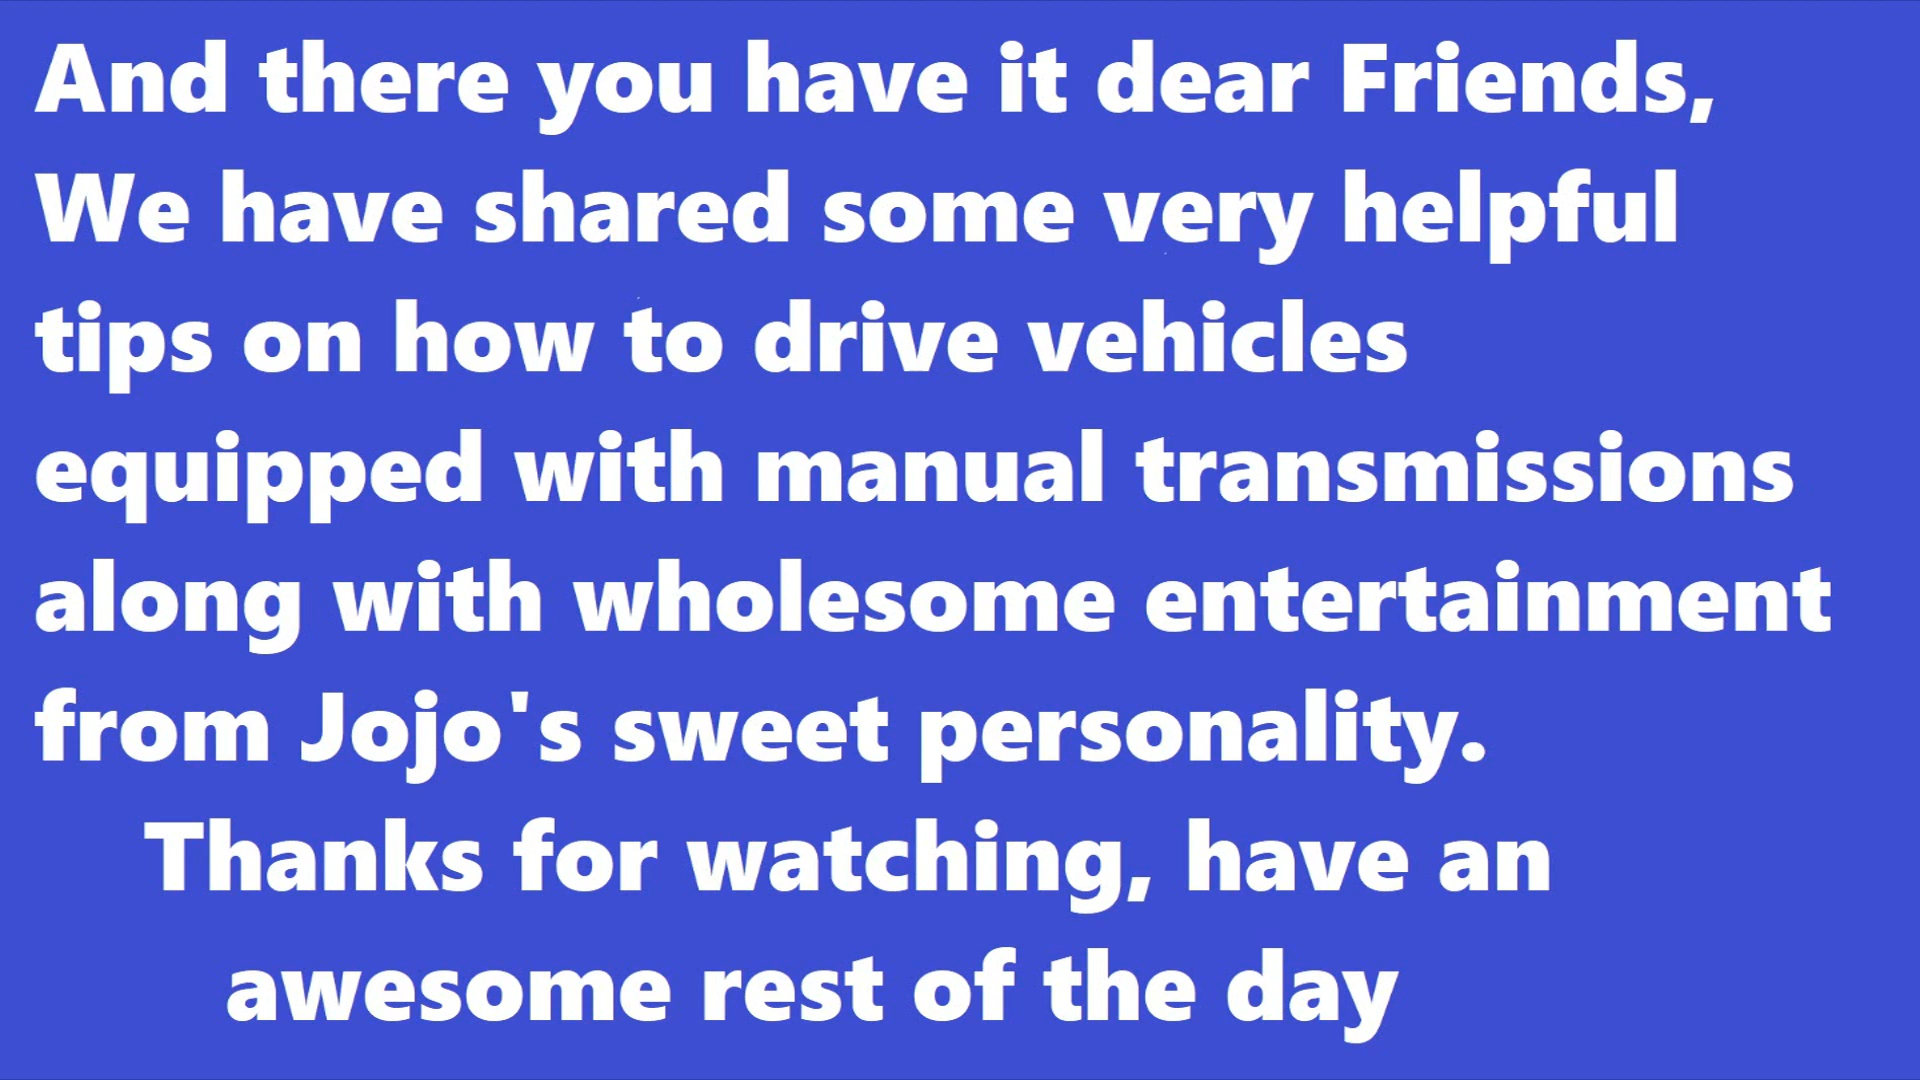 And there you have it dear Friends,
We have shared some very helpful
tips on how to drive vehicles
equipped with manual transmissions
along with wholesome entertainment
from Jojo's sweet personality.
Thanks for watching, have an
awesome rest of the day